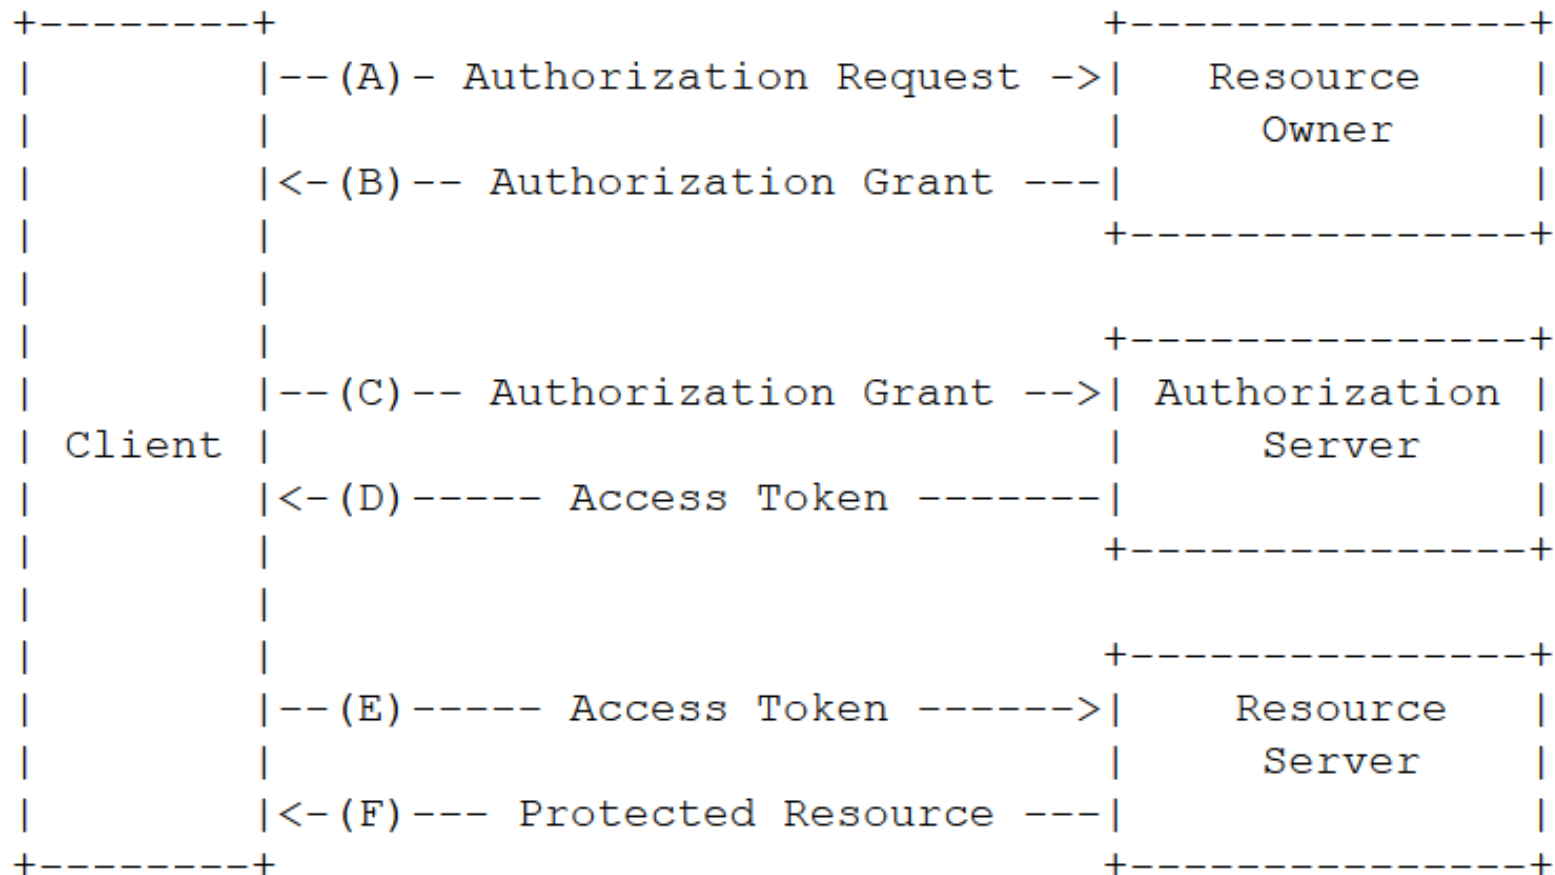 +--------+                               +---------------+
|        |--(A)- Authorization Request ->|   Resource    |
|        |                               |     Owner     |
|        |<-(B)-- Authorization Grant ---|               |
|        |                               +---------------+
|        |
|        |                               +---------------+
|        |--(C)-- Authorization Grant -->| Authorization |
| Client |                               |     Server    |
|        |<-(D)----- Access Token -------|               |
|        |                               +---------------+
|        |
|        |                               +---------------+
|        |--(E)----- Access Token ------>|    Resource   |
|        |                               |     Server    |
|        |<-(F)--- Protected Resource ---|               |
+--------+                               +---------------+